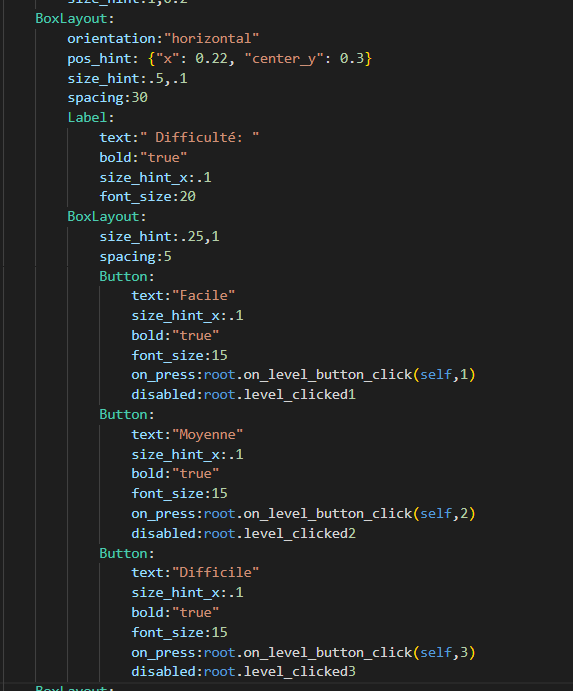 size_hint:1,0.2
BoxLayout:
orientation:"horizontal"
pos_hint: {"x": 0.22, "center_y": 0.3}
size_hint:.5,.1
spacing:30
Label:
text:" Difficulté: "
bold:"true"
size_hint_x:.1
font_size:20
BoxLayout:
size_hint:.25,1
spacing:5
Button:
text:"Facile"
size_hint_x:.1
bold:"true"
font_size:15
on_press:root.on_level_button_click(self,1)
disabled:root.level_clicked1
Button:
text:"Moyenne"
size_hint_x:.1
bold:"true"
font_size:15
on_press:root.on_level_button_click(self,2)
disabled:root.level_clicked2
Button:
text:"Difficile"
size_hint_x:.1
bold:"true"
font_size:15
on_press:root.on_level_button_click(self,3)
disabled:root.level_clicked3
BoxLayout: